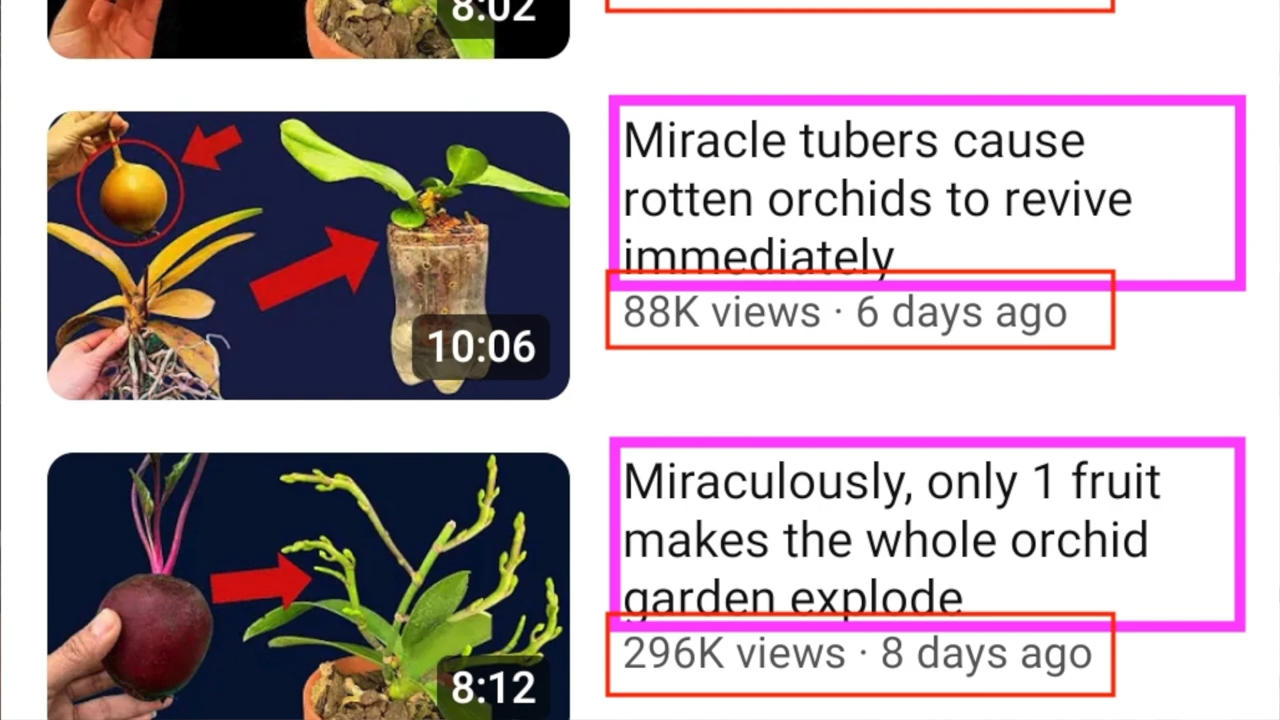 8:02
10:06
Miracle tubers cause
rotten orchids to revive
immediately
88K views · 6 days ago
8:12
Miraculously, only 1 fruit
makes the whole orchid
garden explode
296K views · 8 days ago